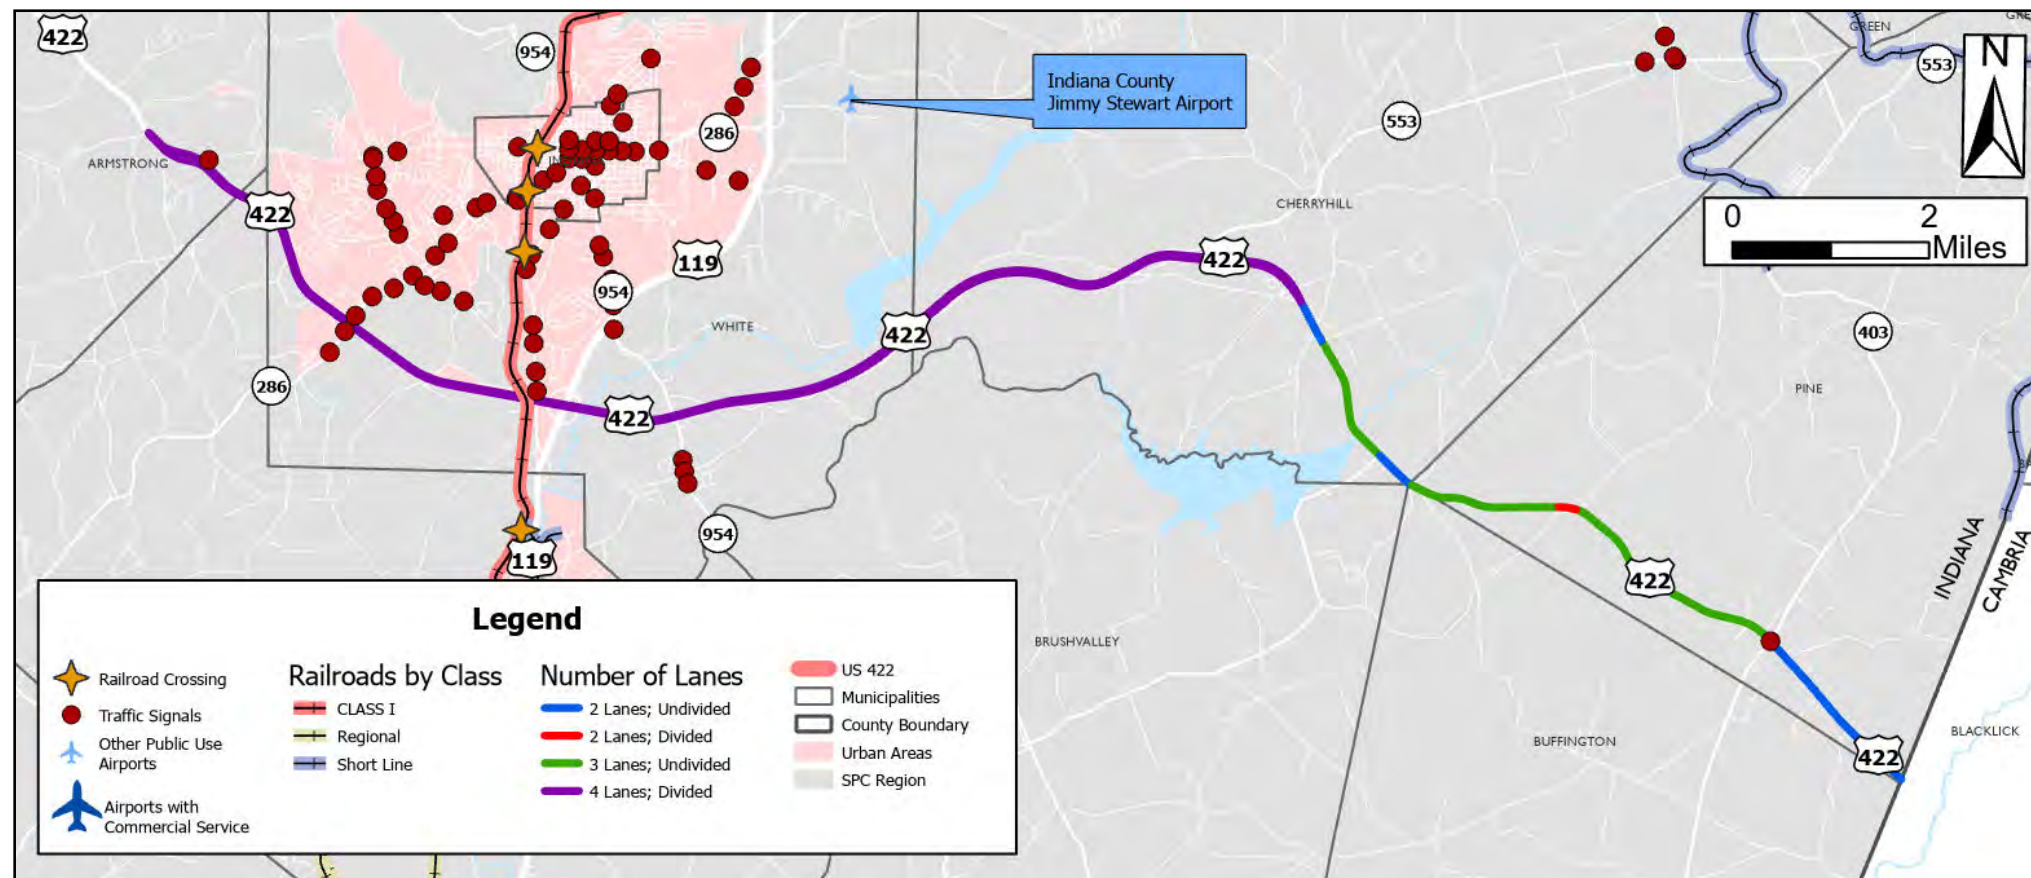 422
954
GREEN
GRE
553
N
Indiana County
Jimmy Stewart Airport
286
553
ARMSTRONG
IN
422
CHERRYHILL
0 2
Miles
422
119
954
WHITE
422
403
286
PINE
422
954
119
422
INDIANA
CAMBRIA
BRUSHVALLEY
BUFFINGTON
BLACKLICK
422
Legend
Railroad Crossing
Traffic Signals
Other Public Use
Airports
Airports with
Commercial Service
Railroads by Class
CLASS I
Regional
Short Line
Number of Lanes
2 Lanes; Undivided
2 Lanes; Divided
3 Lanes; Undivided
4 Lanes; Divided
US 422
Municipalities
County Boundary
Urban Areas
SPC Region